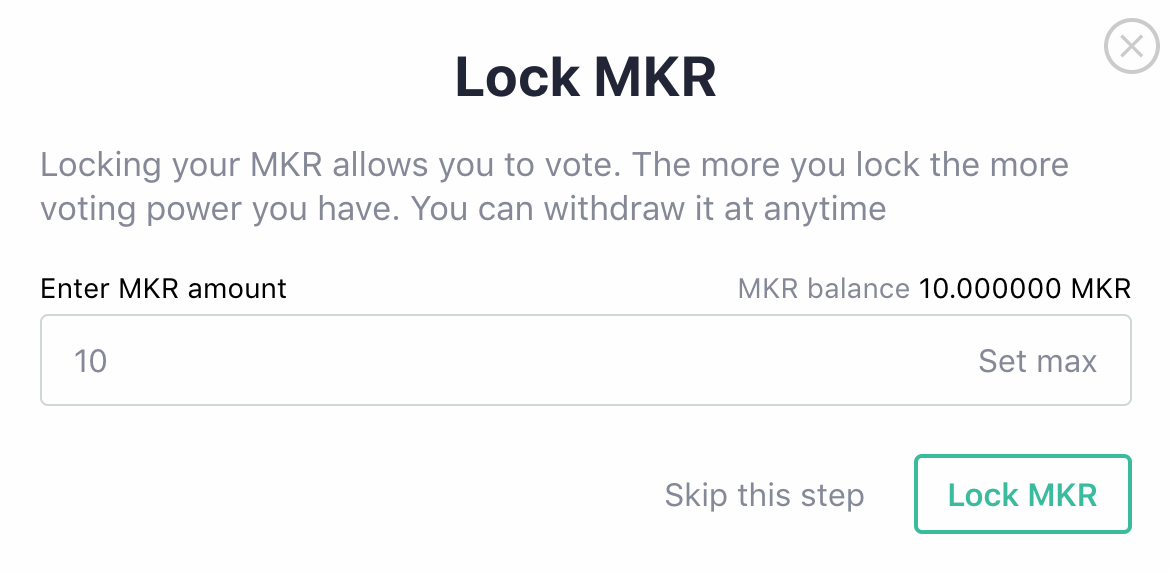 Lock MKR
Locking your MKR allows you to vote. The more you lock the more
voting power you have. You can withdraw it at anytime
Enter MKR amount MKR balance 10.000000 MKR
10 Set max
Skip this step Lock MKR